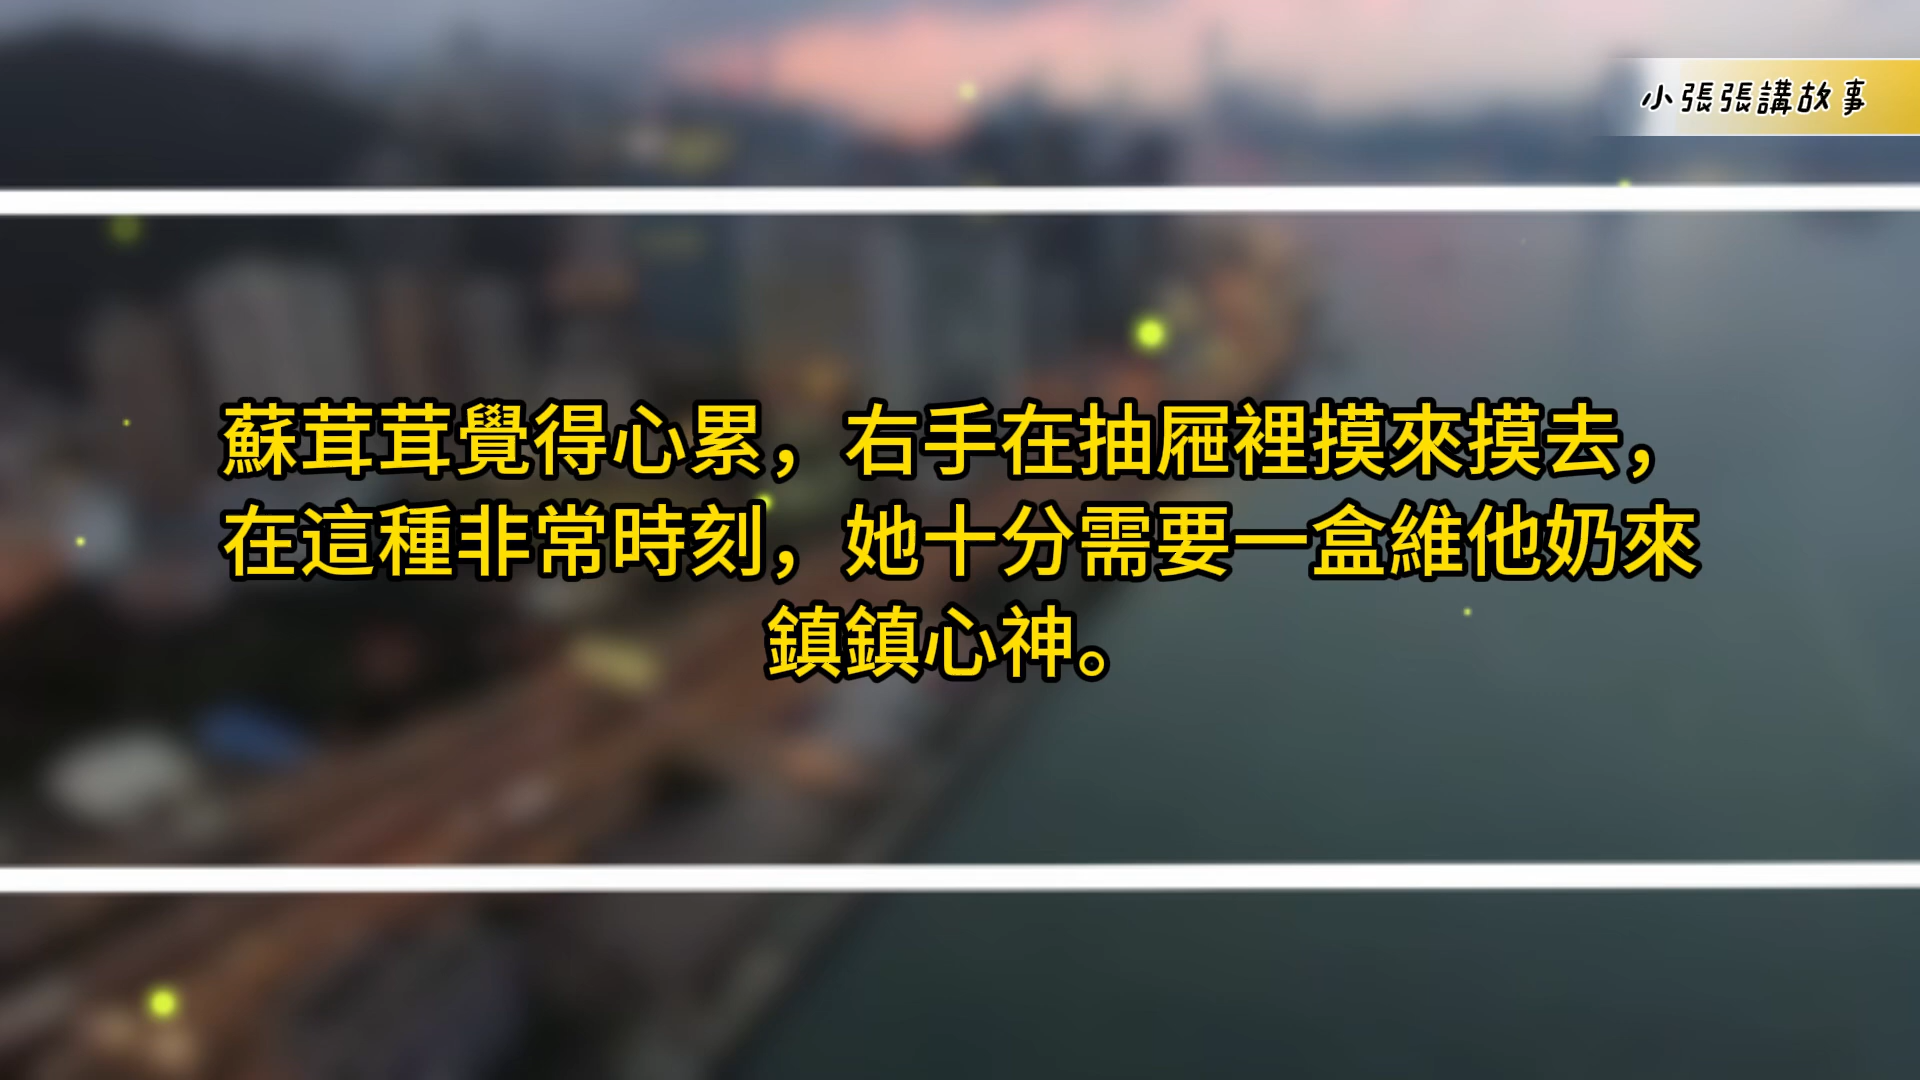 小張張講故事
蘇茸茸覺得心累，右手在抽屜裡摸來摸去，
在這種非常時刻，她十分需要一盒維他奶來
鎮鎮心神。